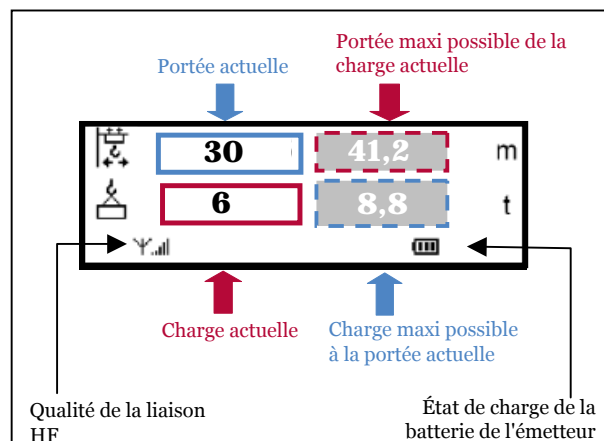 Portée maxi possible de la
Portée actuelle
charge actuelle
30 41,2 m
6 8,8 t
Charge actuelle
Charge maxi possible
à la portée actuelle
Qualité de la liaison
HF
État de charge de la
batterie de l'émetteur